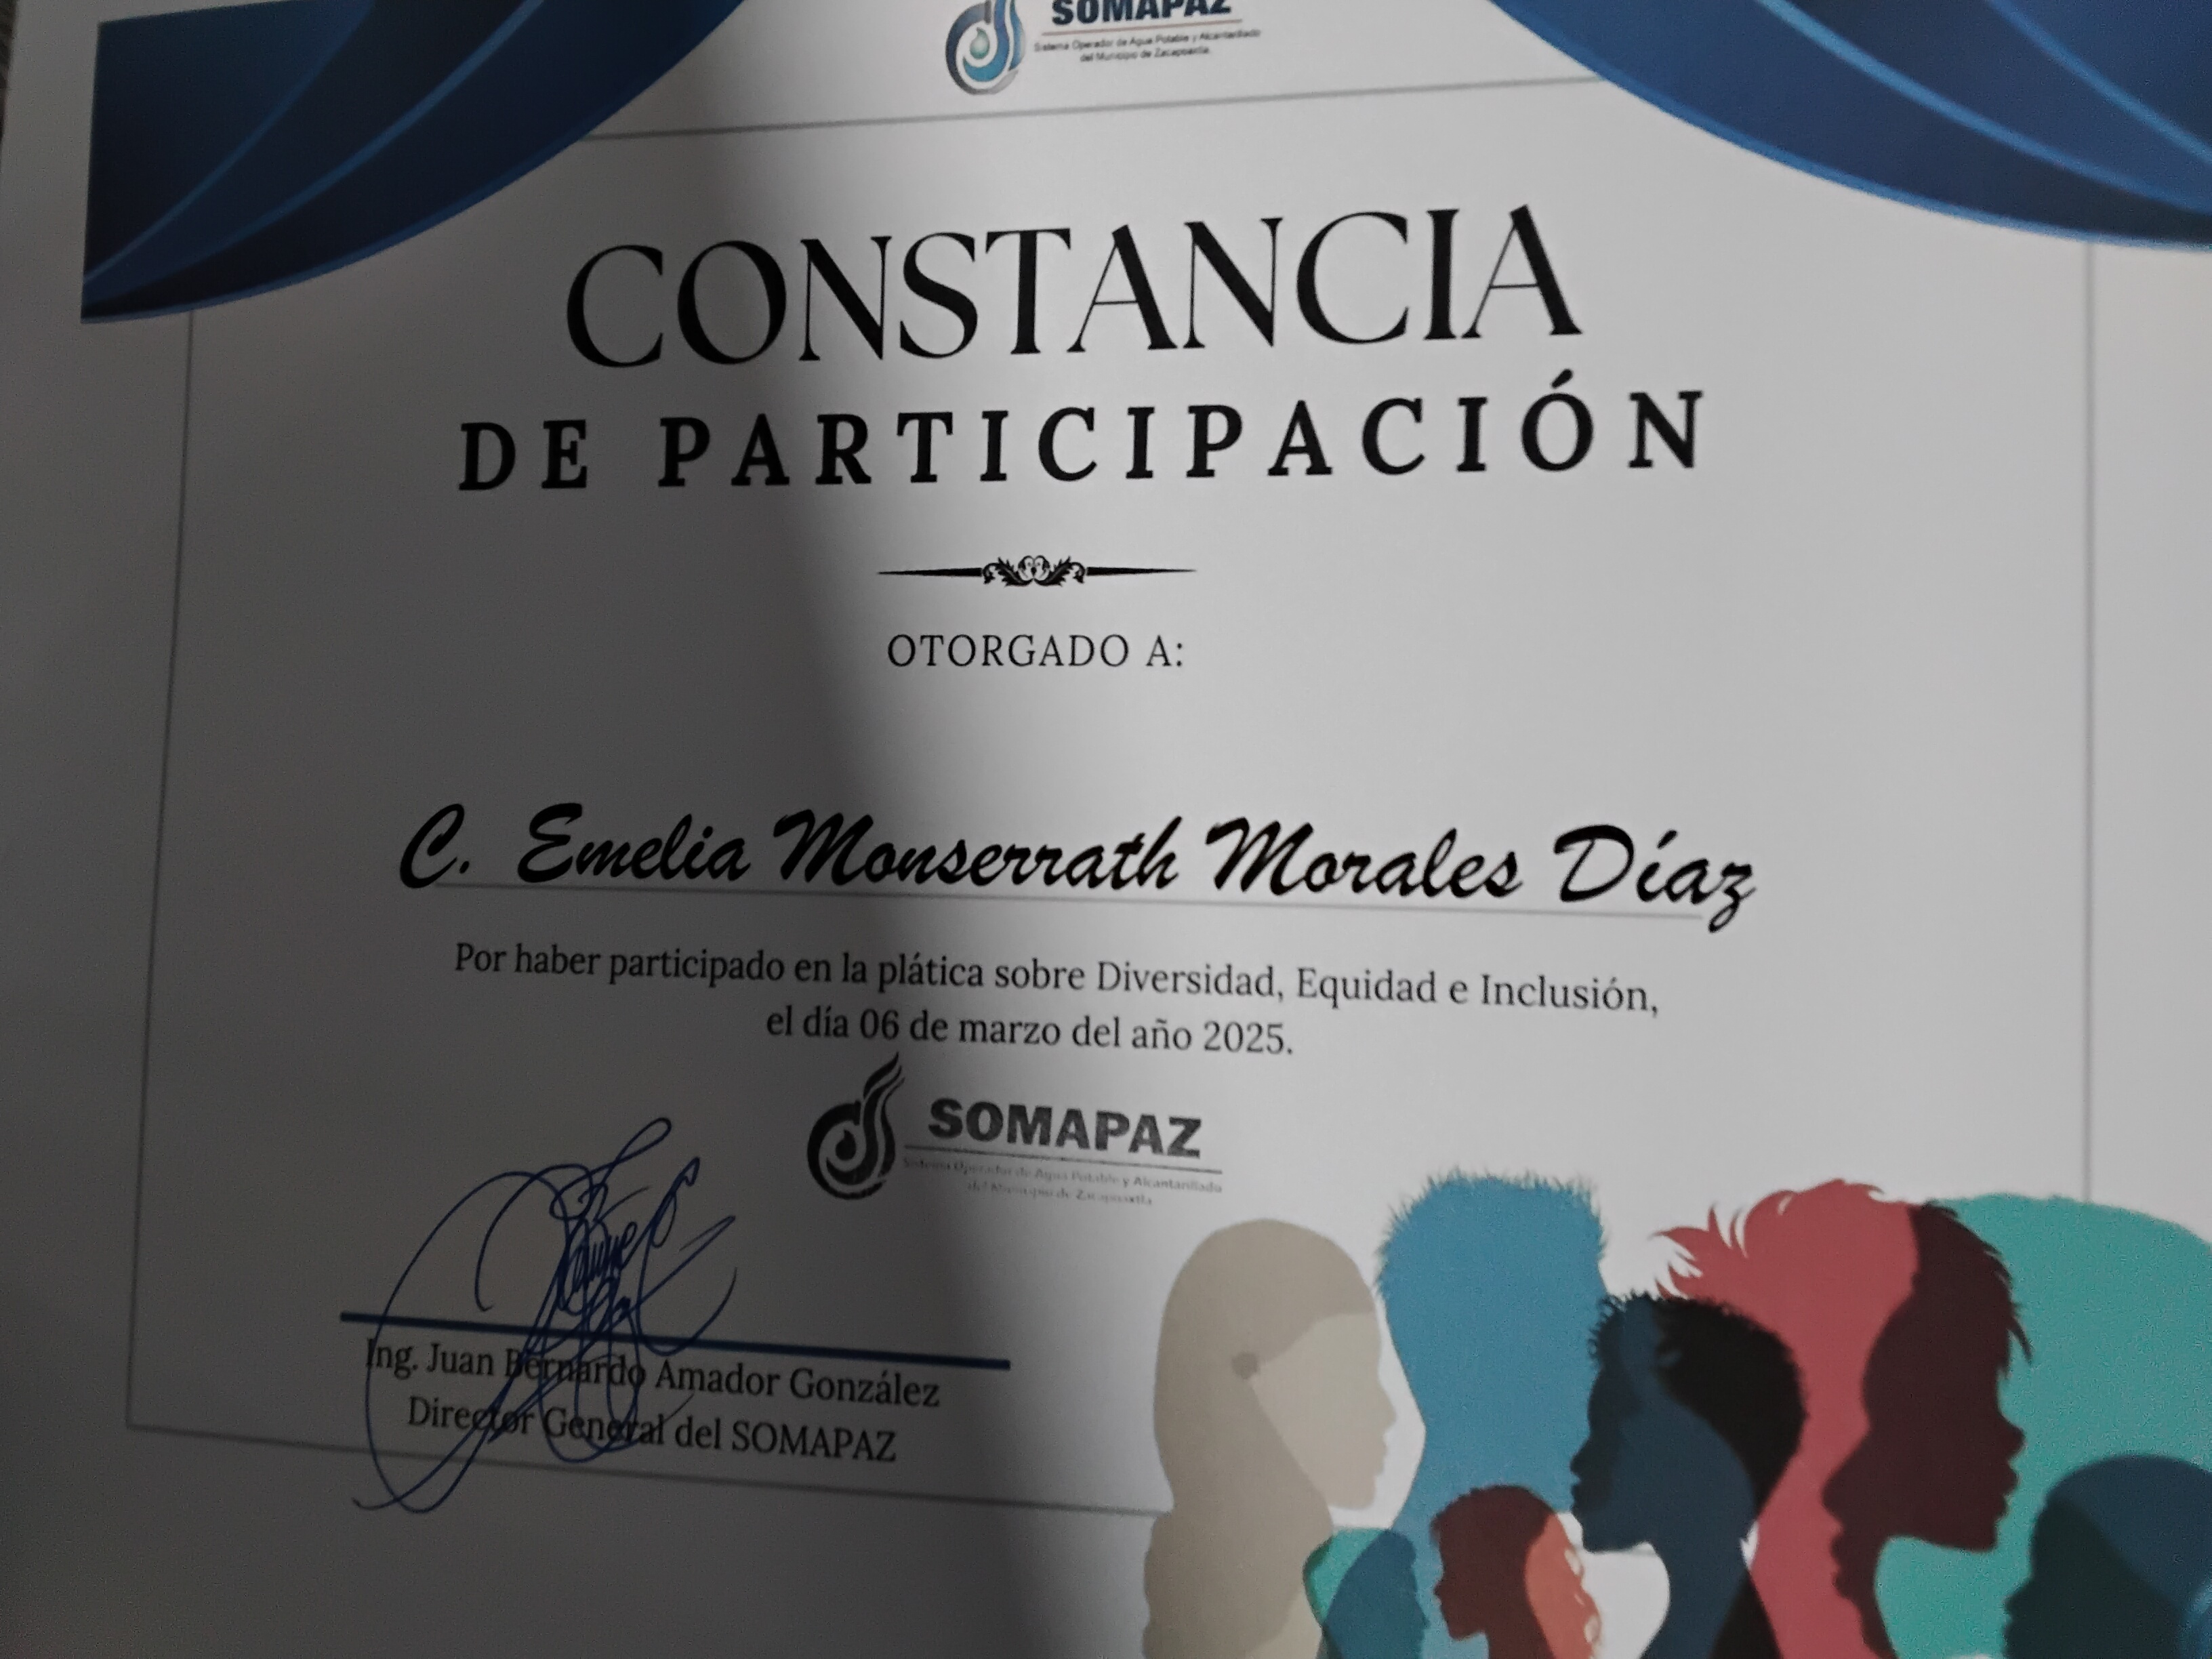 SOMAPAZ
Sistema Operador de Agua Potable y Alcantarillado
del Municipio de Zacapoaxtla
CONSTANCIA
DE PARTICIPACIÓN
OTORGADO A:
C. Emelia Monserrath Morales Díaz
Por haber participado en la plática sobre Diversidad, Equidad e Inclusión,
el día 06 de marzo del año 2025.
SOMAPAZ
Sistema Operador de Agua Potable y Alcantarillado
del Municipio de Zacapoaxtla
Ing. Juan Bernardo Amador González
Director General del SOMAPAZ